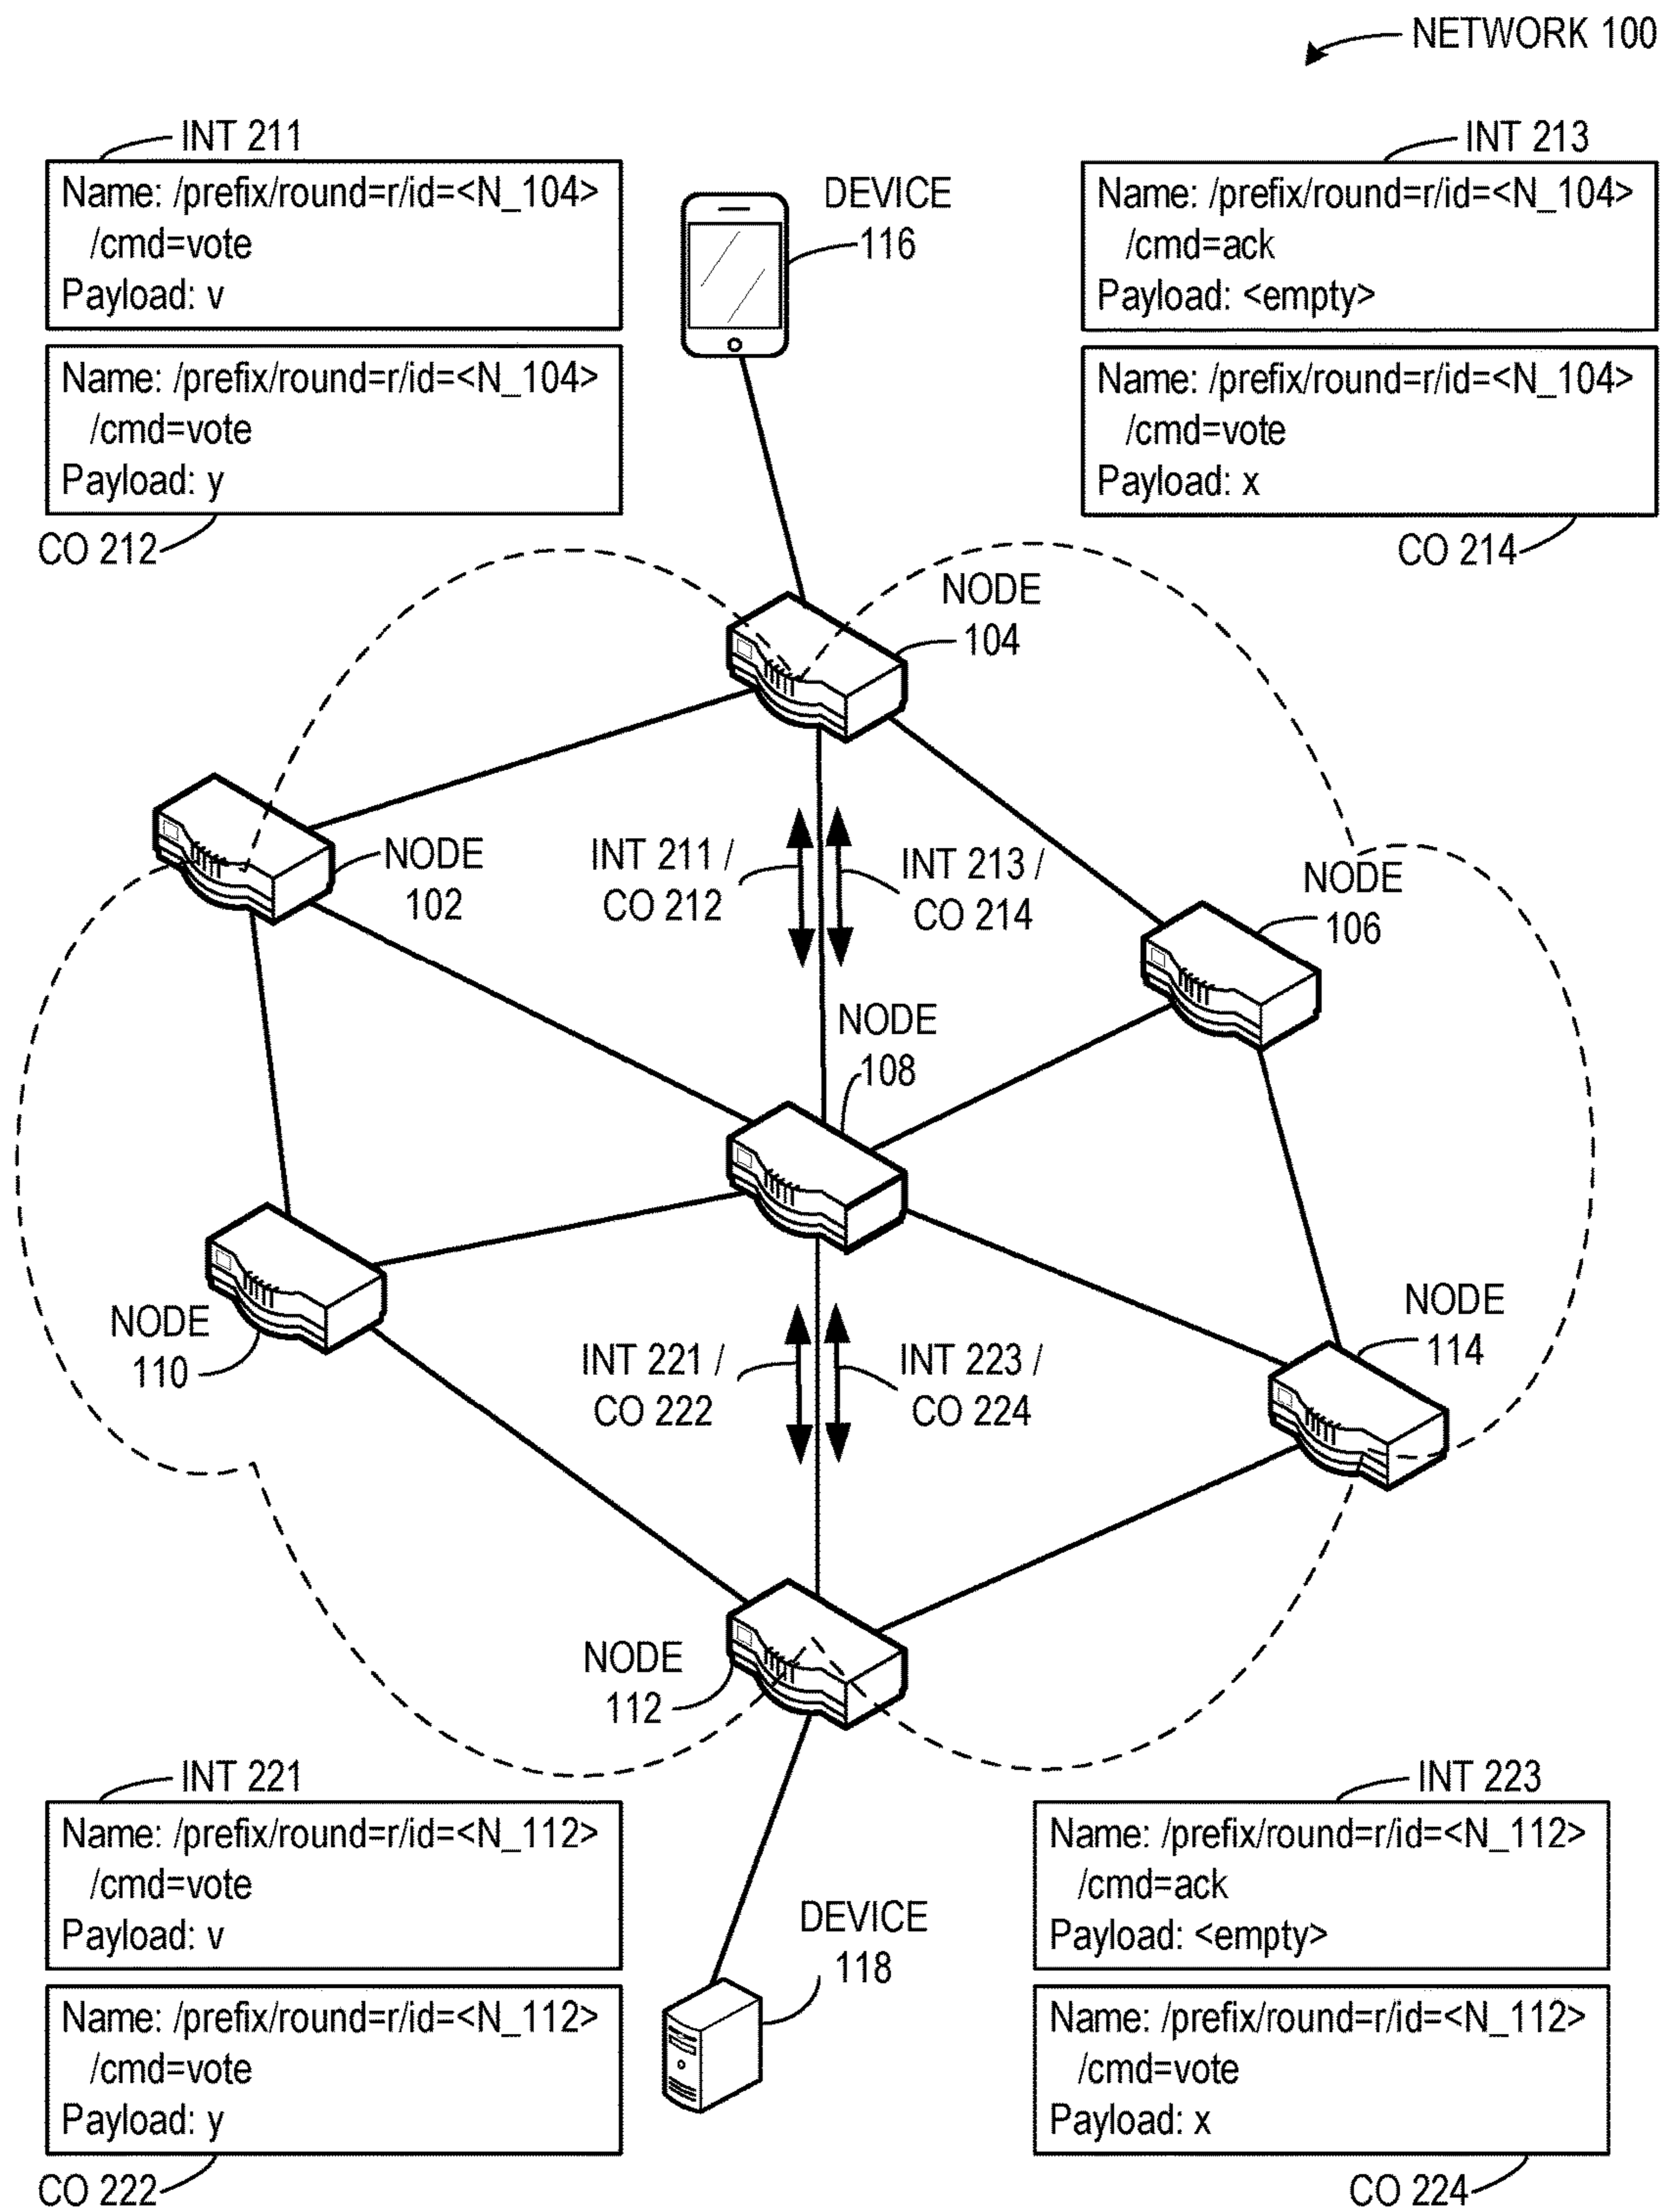 NETWORK 100
INT 211
Name: /prefix/round=r/id=<N_104>
/cmd=vote
Payload: v
Name: /prefix/round=r/id=<N_104>
/cmd=vote
Payload: y
CO 212
DEVICE
116
INT 213
Name: /prefix/round=r/id=<N_104>
/cmd=ack
Payload: <empty>
Name: /prefix/round=r/id=<N_104>
/cmd=vote
Payload: x
CO 214
NODE
104
NODE
102
INT 211 /
CO 212
INT 213 /
CO 214
NODE
106
NODE
108
NODE
110
INT 221 /
CO 222
INT 223 /
CO 224
NODE
114
NODE
112
INT 221
Name: /prefix/round=r/id=<N_112>
/cmd=vote
Payload: v
Name: /prefix/round=r/id=<N_112>
/cmd=vote
Payload: y
CO 222
DEVICE
118
INT 223
Name: /prefix/round=r/id=<N_112>
/cmd=ack
Payload: <empty>
Name: /prefix/round=r/id=<N_112>
/cmd=vote
Payload: x
CO 224